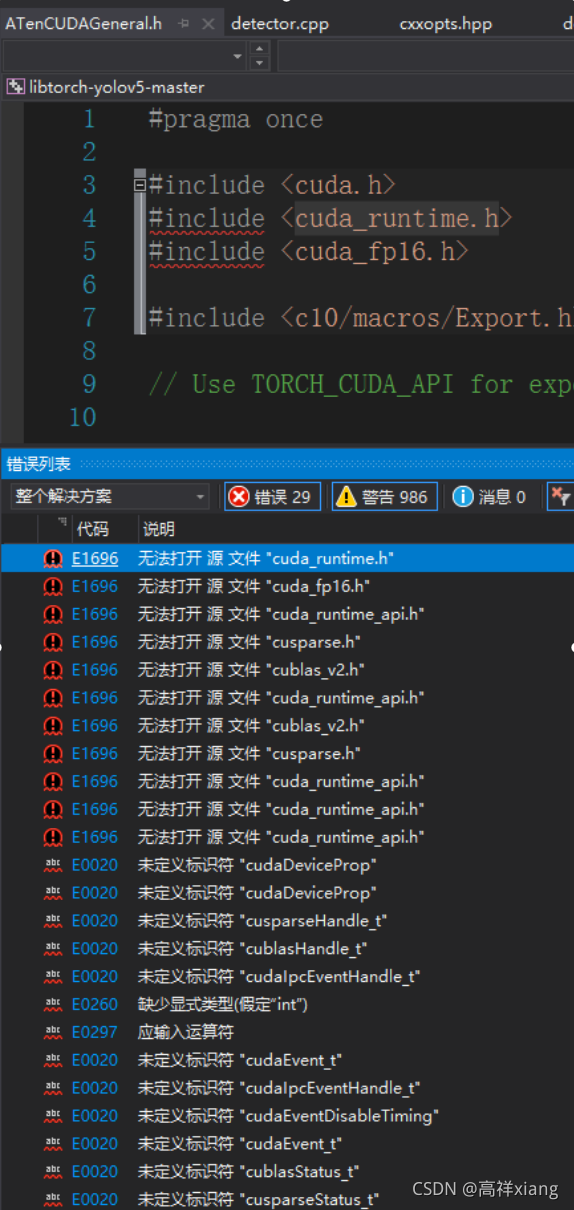 ATenCUDAGeneral.h detector.cpp cxxopts.hpp d
libtorch-yolov5-master
1 #pragma once
2
3 #include <cuda.h>
4 #include <cuda_runtime.h>
5 #include <cuda_fp16.h>
6
7 #include <c10/macros/Export.h
8
9 // Use TORCH_CUDA_API for exp
10
错误列表
整个解决方案 错误 29 警告 986 消息 0
代码 说明
E1696 无法打开 源 文件 "cuda_runtime.h"
E1696 无法打开 源 文件 "cuda_fp16.h"
E1696 无法打开 源 文件 "cuda_runtime_api.h"
E1696 无法打开 源 文件 "cusparse.h"
E1696 无法打开 源 文件 "cublas_v2.h"
E1696 无法打开 源 文件 "cuda_runtime_api.h"
E1696 无法打开 源 文件 "cublas_v2.h"
E1696 无法打开 源 文件 "cusparse.h"
E1696 无法打开 源 文件 "cuda_runtime_api.h"
E1696 无法打开 源 文件 "cuda_runtime_api.h"
E1696 无法打开 源 文件 "cuda_runtime_api.h"
abc E0020 未定义标识符 "cudaDeviceProp"
abc E0020 未定义标识符 "cudaDeviceProp"
abc E0020 未定义标识符 "cusparseHandle_t"
abc E0020 未定义标识符 "cublasHandle_t"
abc E0020 未定义标识符 "cudaIpcEventHandle_t"
abc E0260 缺少显式类型(假定"int")
abc E0297 应输入运算符
abc E0020 未定义标识符 "cudaEvent_t"
abc E0020 未定义标识符 "cudaIpcEventHandle_t"
abc E0020 未定义标识符 "cudaEventDisableTiming"
abc E0020 未定义标识符 "cudaEvent_t"
abc E0020 未定义标识符 "cublasStatus_t"
abc E0020 未定义标识符 "cusparseStatus_t"
CSDN @高祥xiang